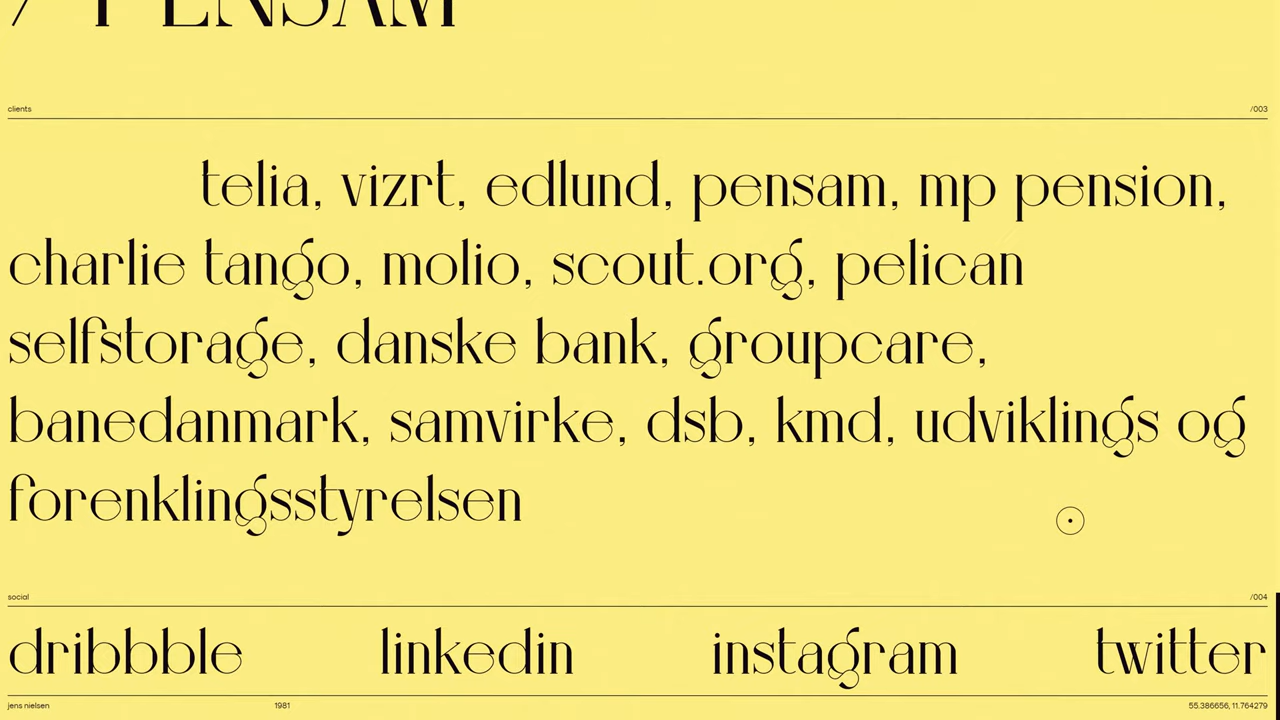 / PENSAM
clients /003
telia, vizrt, edlund, pensam, mp pension,
charlie tango, molio, scout.org, pelican
selfstorage, danske bank, groupcare,
banedanmark, samvirke, dsb, kmd, udviklings og
forenklingsstyrelsen
social /004
dribbble linkedin instagram twitter
jens nielsen 1981 55.386656, 11.764279